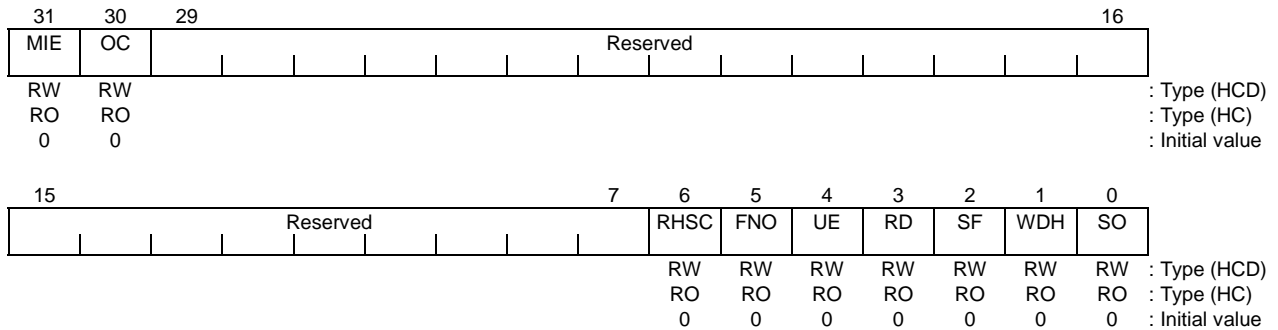 31 30 29 16
MIE OC Reserved
RW RW : Type (HCD)
RO RO : Type (HC)
0 0 : Initial value
15 7 6 5 4 3 2 1 0
Reserved RHSC FNO UE RD SF WDH SO
RW RW RW RW RW RW RW : Type (HCD)
RO RO RO RO RO RO RO : Type (HC)
0 0 0 0 0 0 0 : Initial value